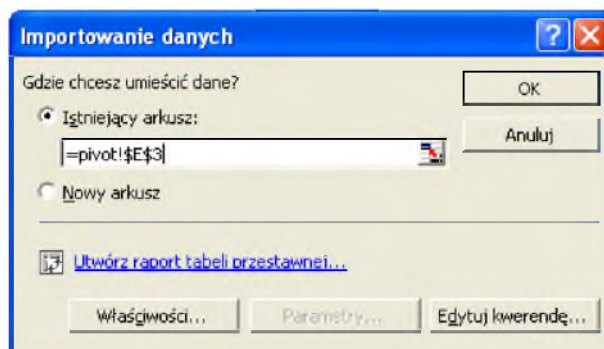 Importowanie danych
Gdzie chcesz umieścić dane?
OK
Istniejący arkusz:
Anuluj
=pivot!$E$3
Nowy arkusz
Utwórz raport tabeli przestawnej...
Właściwości...
Parametry...
Edytuj kwerendę...